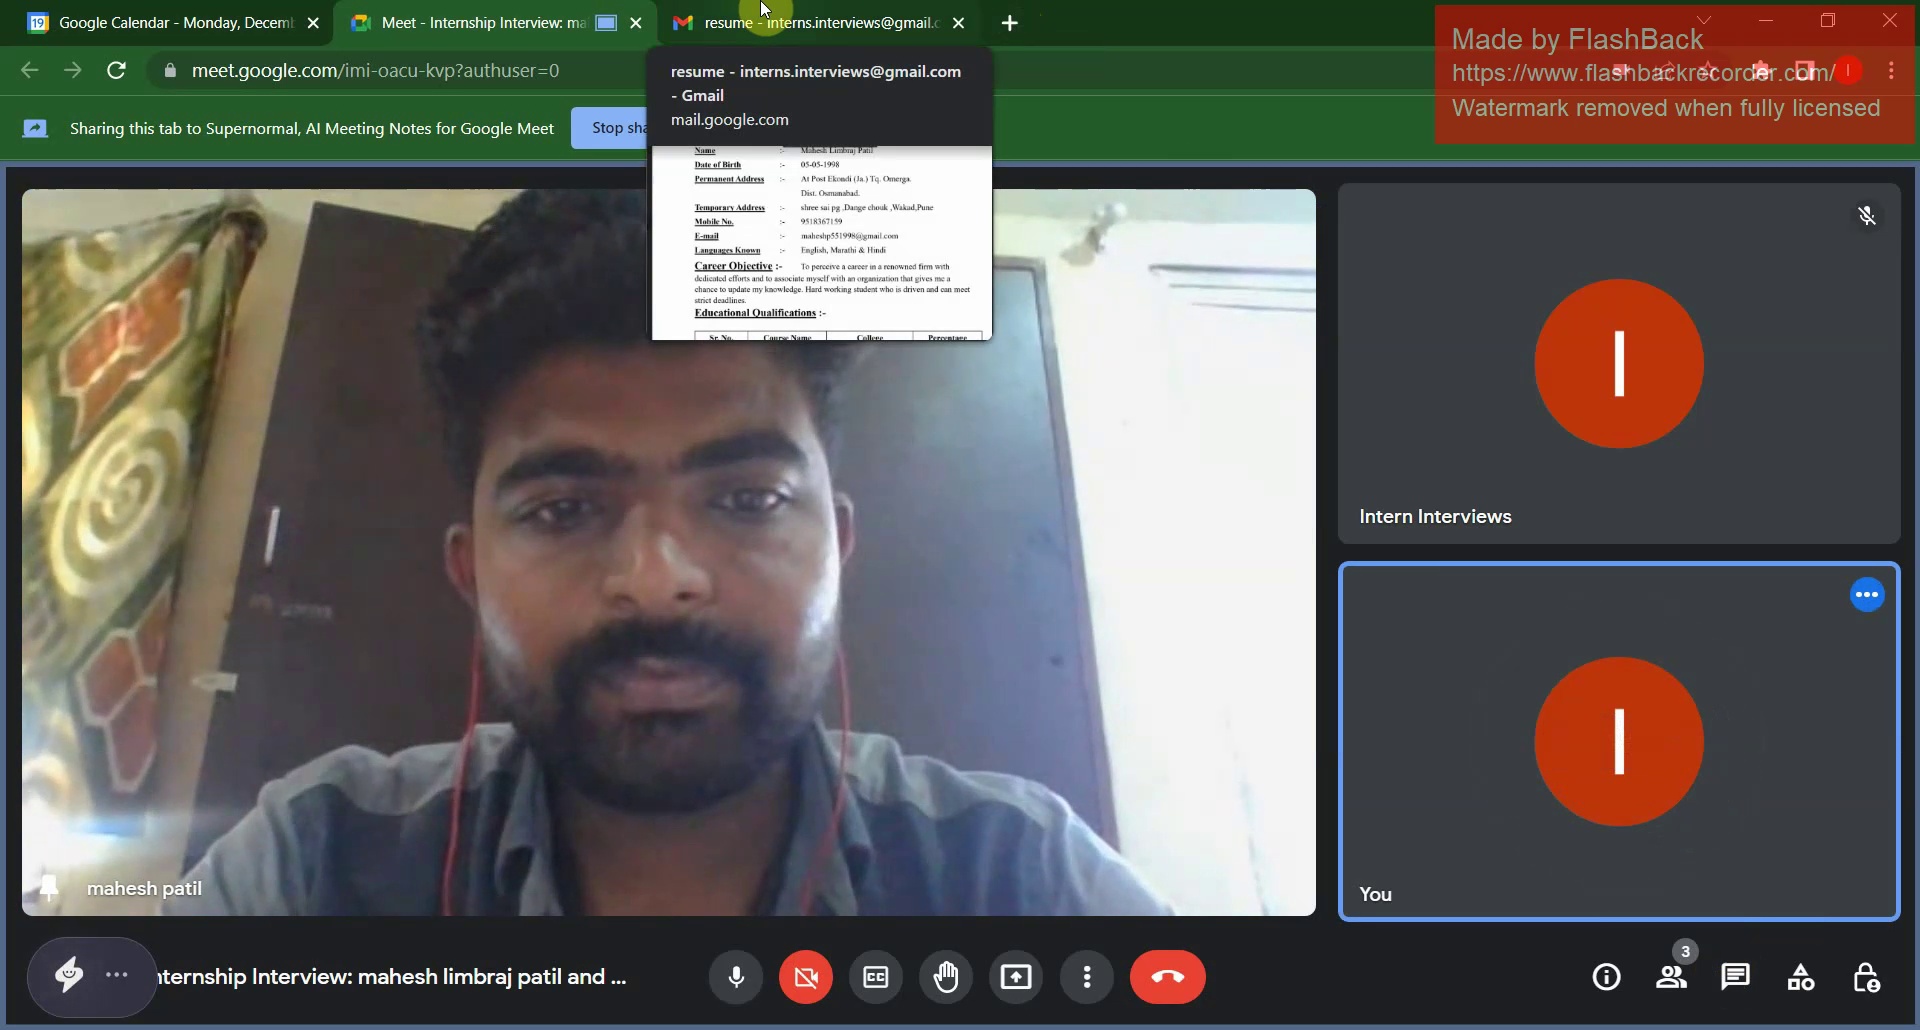 Google Calendar - Monday, Decem
Meet - Internship Interview: ma
resume - interns.interviews@gmail.c
meet.google.com/imi-oacu-kvp?authuser=0
Made by FlashBack
https://www.flashbackrecorder.com/
Watermark removed when fully licensed
Sharing this tab to Supernormal, AI Meeting Notes for Google Meet
Stop sha
resume - interns.interviews@gmail.com
- Gmail
mail.google.com
Name :- Mahesh Limbraj Patil
Date of Birth :- 05-05-1998
Permanent Address :- At Post Ekondi (Ja.) Tq. Omerga.
Dist. Osmanabad.
Temporary Address :- shree sai pg ,Dange chouk ,Wakad,Pune
Mobile No. :- 9518367159
E-mail :- maheshp551998@gmail.com
Languages Known :- English, Marathi & Hindi
Career Objective :- To perceive a career in a renowned firm with
dedicated efforts and to associate myself with an organization that gives me a
chance to update my knowledge. Hard working student who is driven and can meet
strict deadlines.
Educational Qualifications :-
Sr. No. Course Name College Percentage
Intern Interviews
mahesh patil
You
nternship Interview: mahesh limbraj patil and ...
3